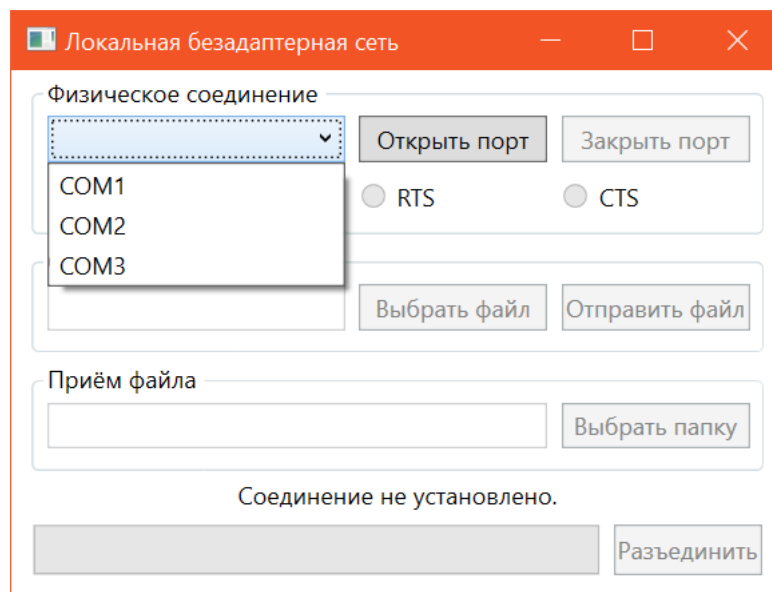 Локальная безадаптерная сеть
Физическое соединение
Открыть порт
Закрыть порт
COM1
COM2
COM3
RTS
CTS
Выбрать файл
Отправить файл
Приём файла
Выбрать папку
Соединение не установлено.
Разъединить